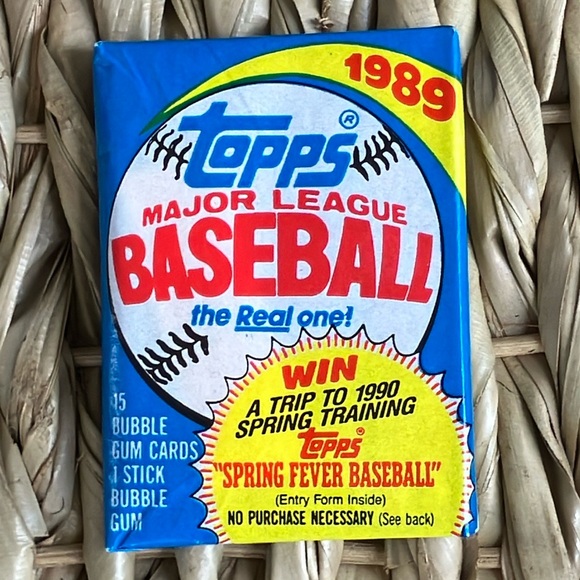 1989
Topps®
MAJOR LEAGUE
BASEBALL
the Real one!
WIN
A TRIP TO 1990
SPRING TRAINING
Topps®
"SPRING FEVER BASEBALL"
(Entry Form Inside)
NO PURCHASE NECESSARY (See back)
15
BUBBLE
GUM CARDS
1 STICK
BUBBLE
GUM